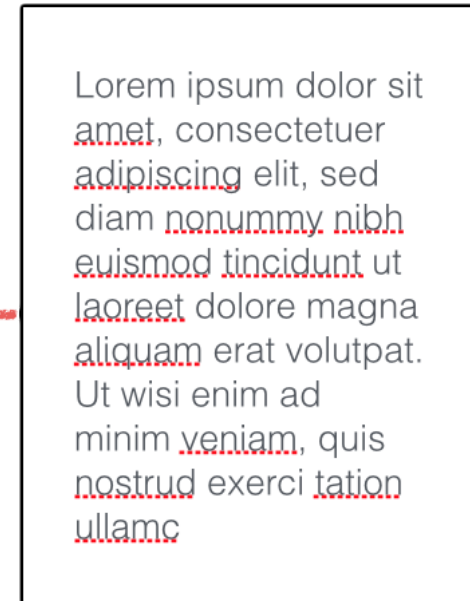 Lorem ipsum dolor sit
amet, consectetuer
adipiscing elit, sed
diam nonummy nibh
euismod tincidunt ut
laoreet dolore magna
aliquam erat volutpat.
Ut wisi enim ad
minim veniam, quis
nostrud exerci tation
ullamc